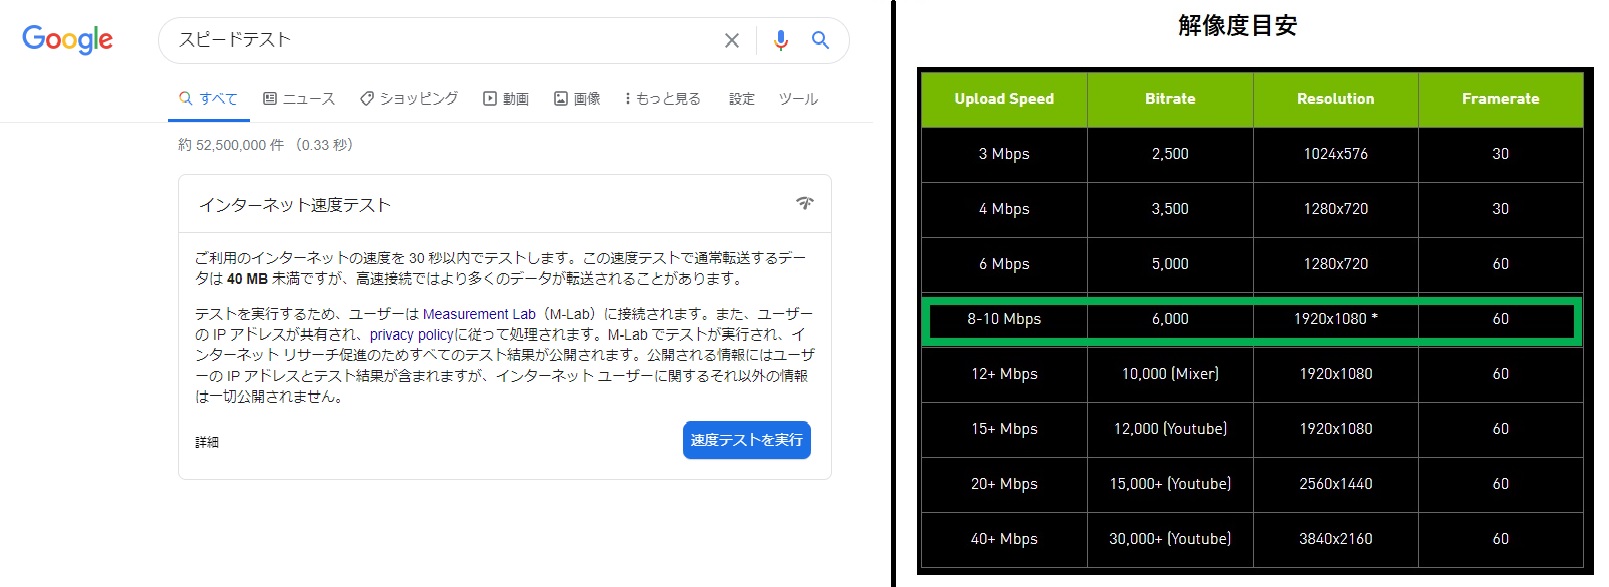 Google
スピードテスト
すべて ニュース ショッピング 動画 画像 もっと見る 設定 ツール
約 52,500,000 件 （0.33 秒）
インターネット速度テスト
ご利用のインターネットの速度を 30 秒以内でテストします。この速度テストで通常転送するデー
タは 40 MB 未満ですが、高速接続ではより多くのデータが転送されることがあります。
テストを実行するため、ユーザーは Measurement Lab（M-Lab）に接続されます。また、ユーザー
の IP アドレスが共有され、privacy policyに従って処理されます。M-Lab でテストが実行され、イ
ンターネット リサーチ促進のためすべてのテスト結果が公開されます。公開される情報にはユーザ
ーの IP アドレスとテスト結果が含まれますが、インターネット ユーザーに関するそれ以外の情報
は一切公開されません。
詳細
速度テストを実行
解像度目安
Upload Speed Bitrate Resolution Framerate
3 Mbps 2,500 1024x576 30
4 Mbps 3,500 1280x720 30
6 Mbps 5,000 1280x720 60
8-10 Mbps 6,000 1920x1080 * 60
12+ Mbps 10,000 (Mixer) 1920x1080 60
15+ Mbps 12,000 (Youtube) 1920x1080 60
20+ Mbps 15,000+ (Youtube) 2560x1440 60
40+ Mbps 30,000+ (Youtube) 3840x2160 60